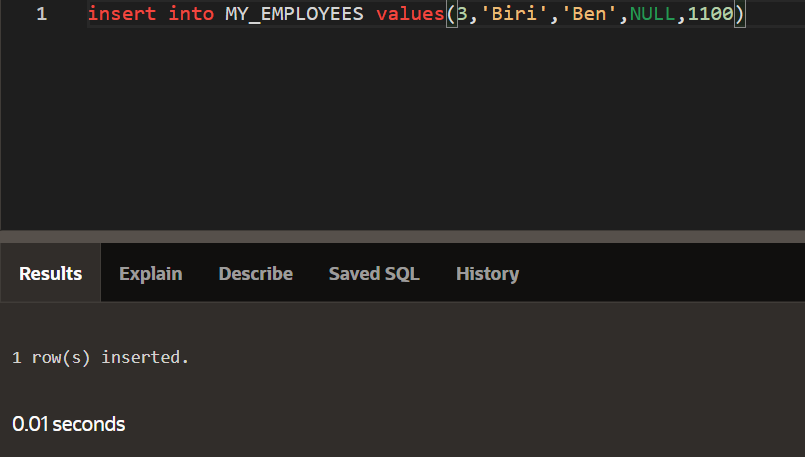 1 insert into MY_EMPLOYEES values(3,'Biri','Ben',NULL,1100)
Results Explain Describe Saved SQL History
1 row(s) inserted.
0.01 seconds